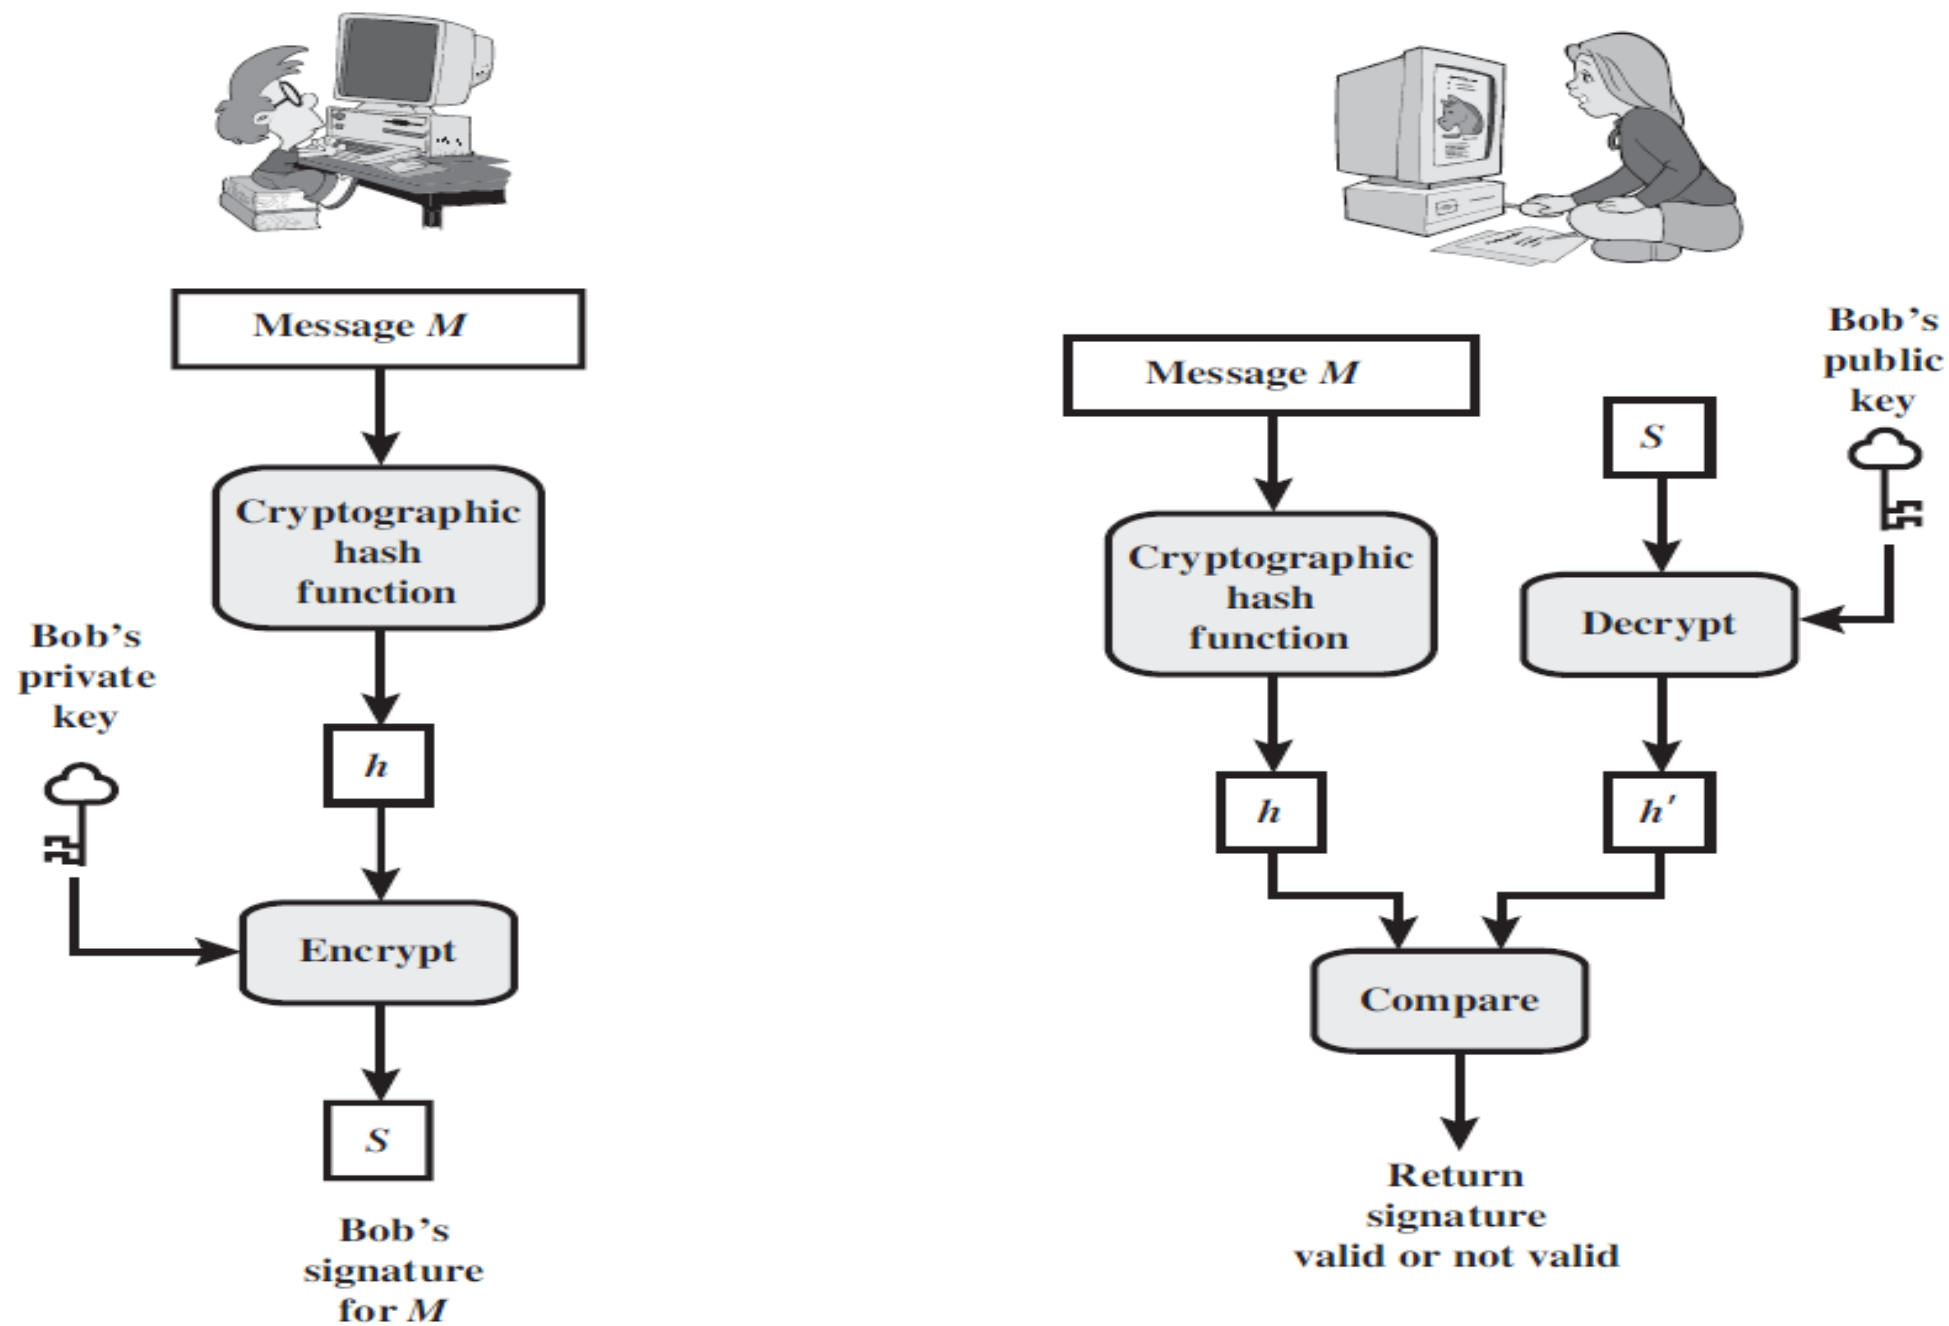 Message M
Cryptographic
hash
function
Bob's
private
key
h
Encrypt
S
Bob's
signature
for M
Message M
Bob's
public
key
S
Cryptographic
hash
function
Decrypt
h
h'
Compare
Return
signature
valid or not valid